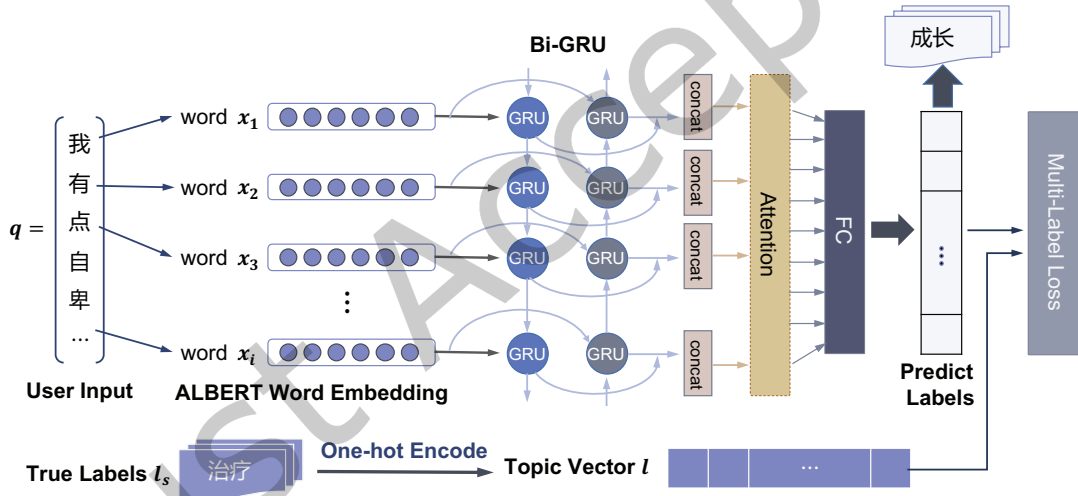 Bi-GRU
成长
word x₁
GRU
GRU
concat
我
有
点
自
卑
...
q =
word x₂
GRU
GRU
concat
word x₃
GRU
GRU
concat
⋮
word xᵢ
GRU
GRU
concat
Attention
FC
...
Multi-Label Loss
User Input
ALBERT Word Embedding
Predict
Labels
True Labels lₛ
治疗
One-hot Encode
Topic Vector l
...
ust Accep